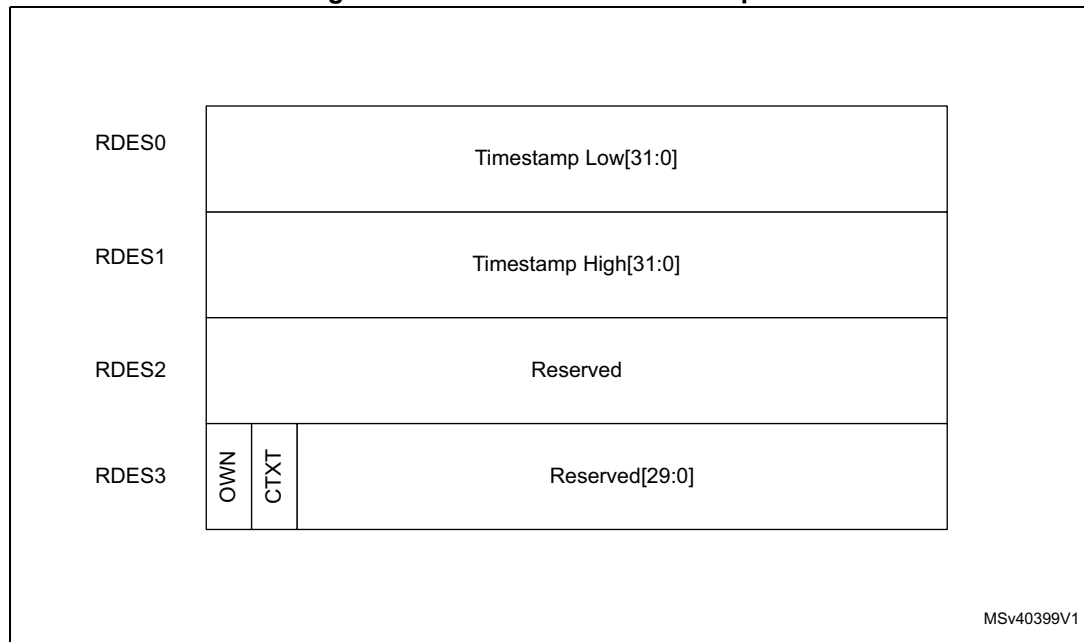 RDES0
Timestamp Low[31:0]
RDES1
Timestamp High[31:0]
RDES2
Reserved
RDES3
OWN
CTXT
Reserved[29:0]
MSv40399V1